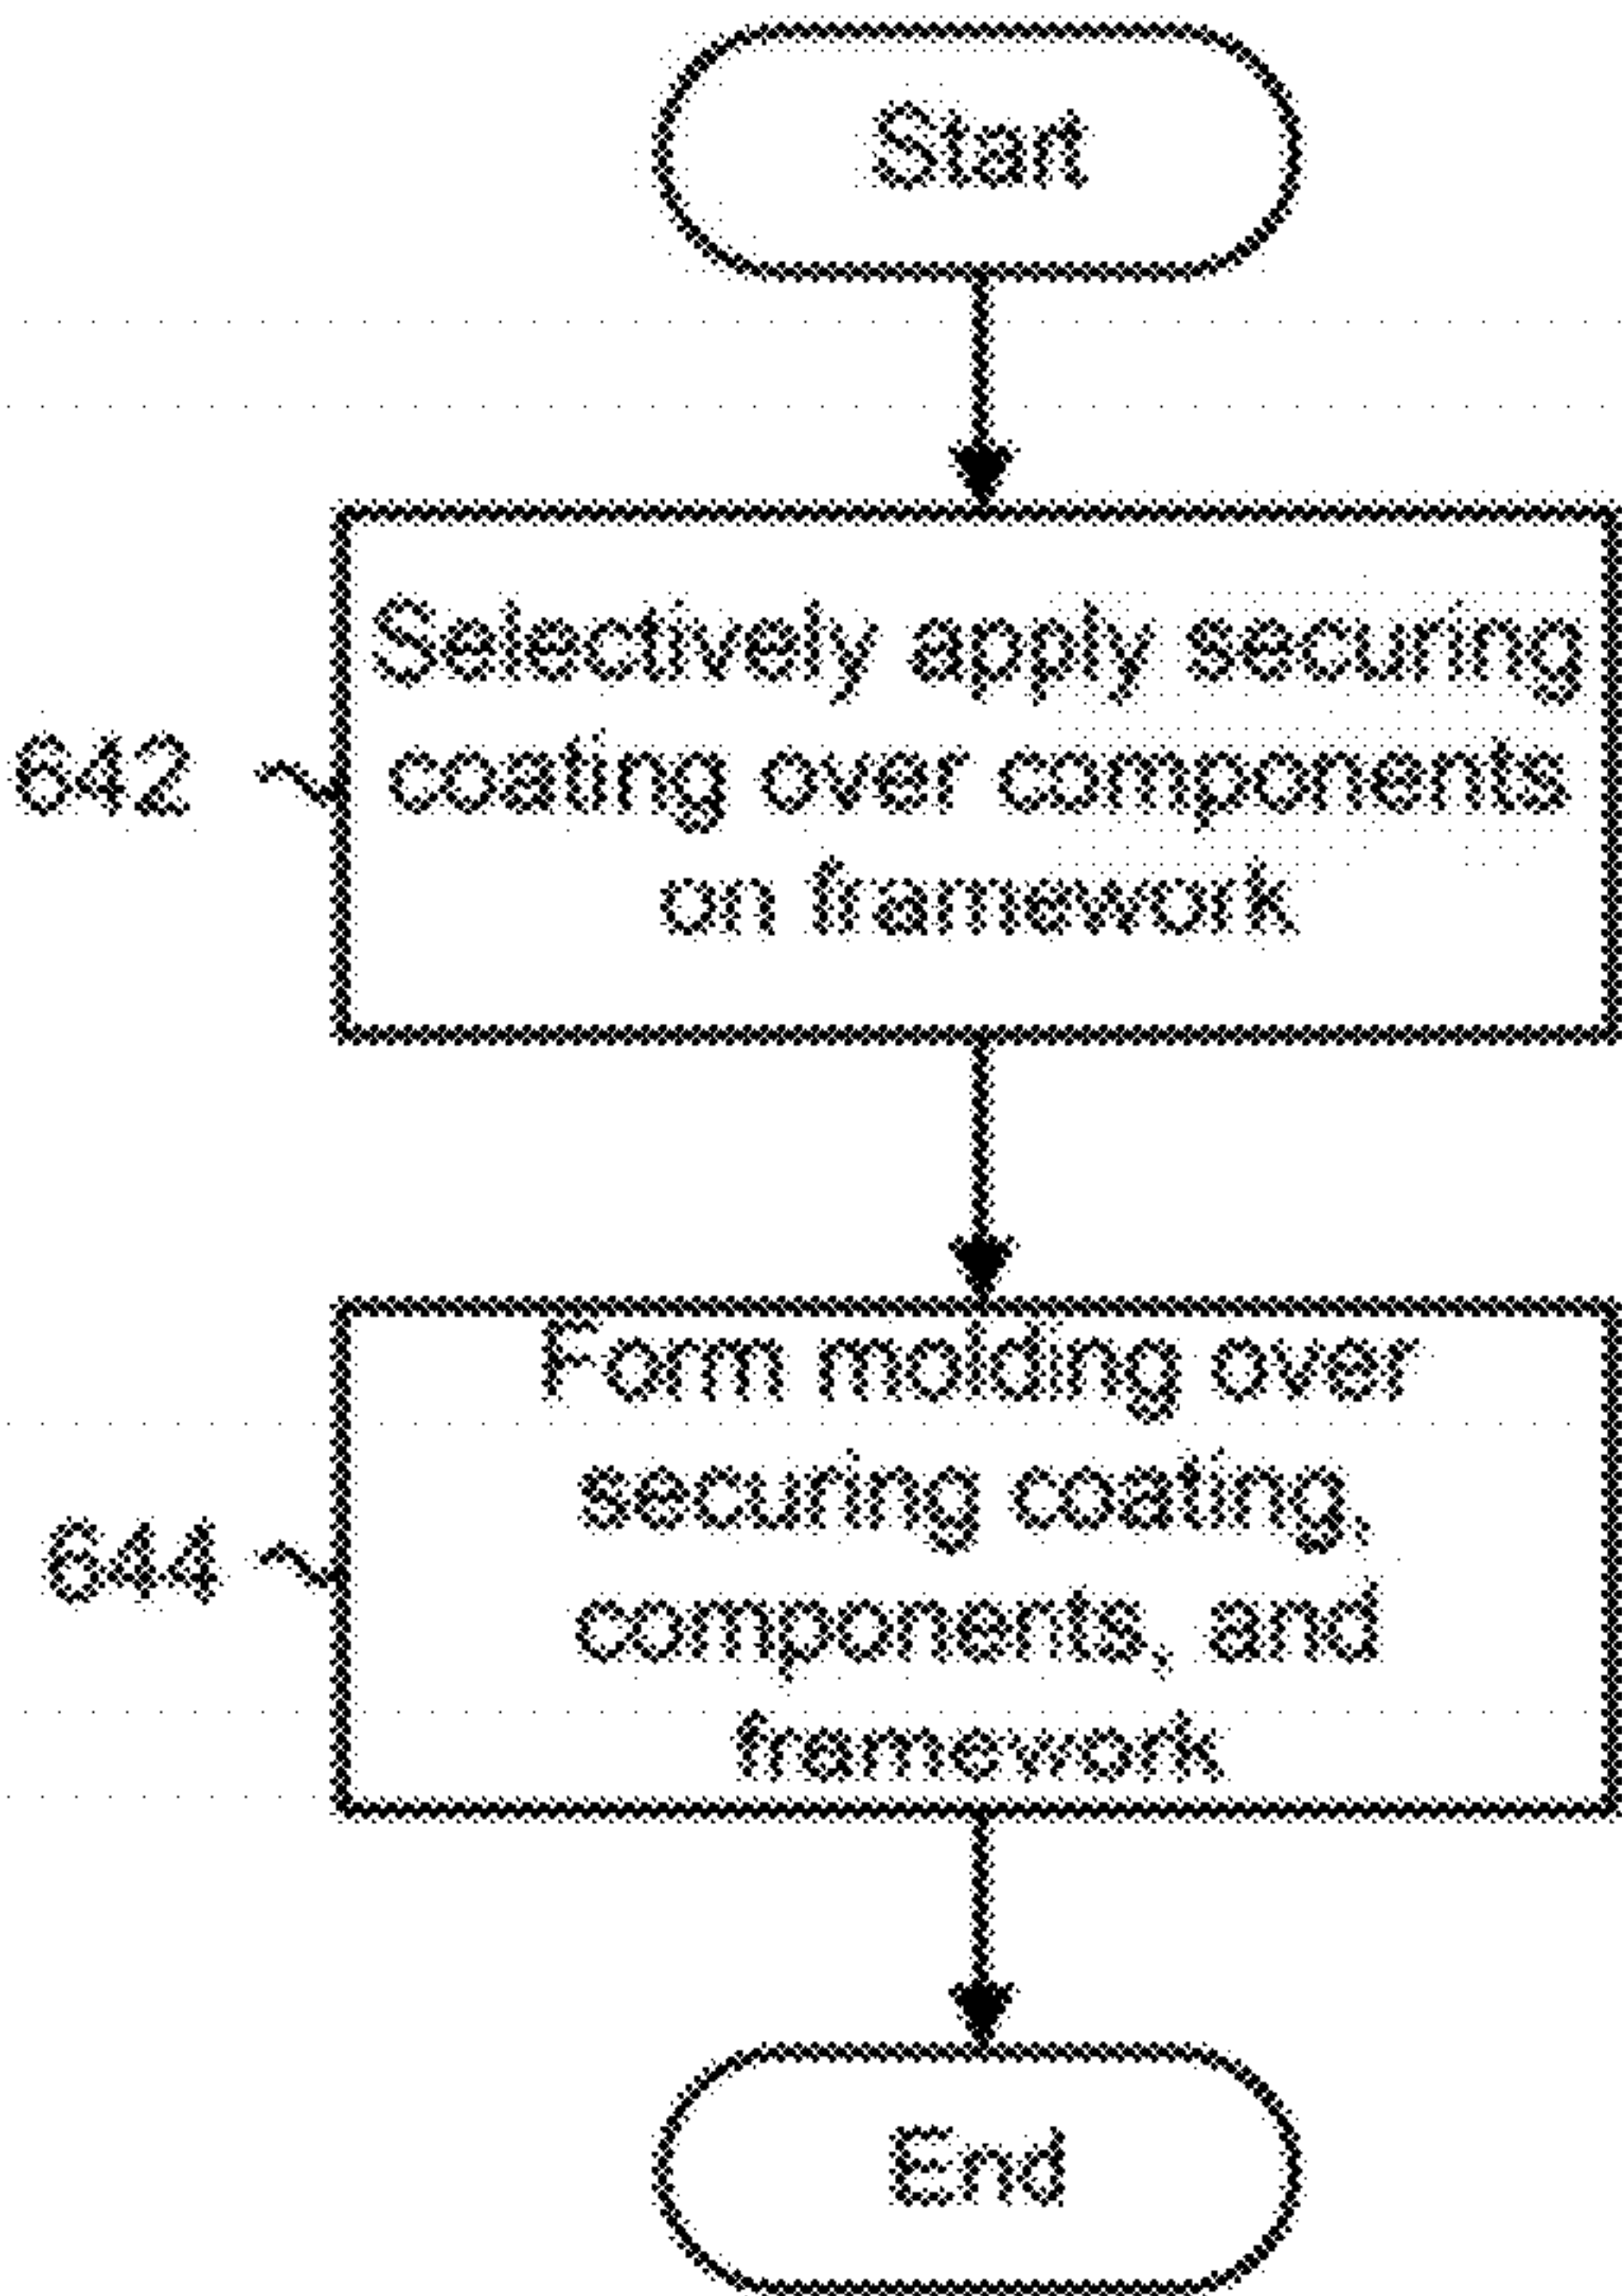 Start
642
Selectively apply securing
coating over components
on framework
644
Form molding over
securing coating,
components, and
framework
End